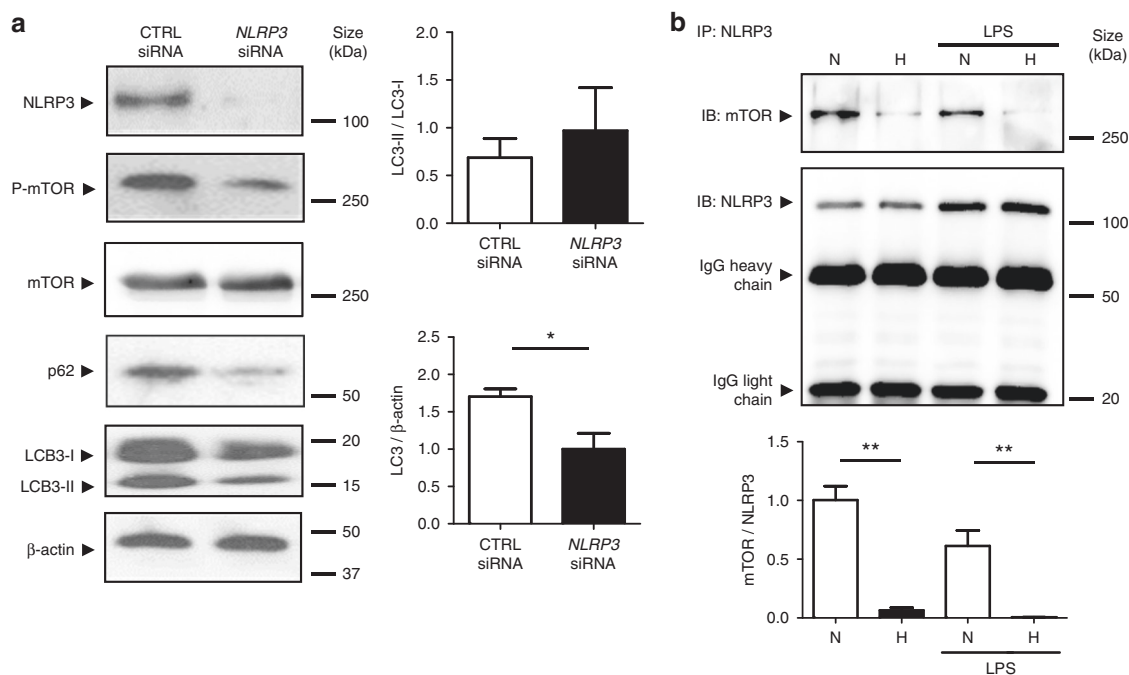 a
CTRL
siRNA
NLRP3
siRNA
Size
(kDa)
NLRP3
100
P-mTOR
250
mTOR
250
p62
50
LCB3-I
20
LCB3-II
15
β-actin
50
37
LC3-II / LC3-I
2.0
1.5
1.0
0.5
0.0
CTRL
siRNA
NLRP3
siRNA
LC3 / β-actin
2.5
2.0
1.5
1.0
0.5
0.0
*
CTRL
siRNA
NLRP3
siRNA
b
IP: NLRP3
LPS
Size
(kDa)
N H N H
IB: mTOR
250
IB: NLRP3
100
IgG heavy
chain
50
IgG light
chain
20
mTOR / NLRP3
1.5
1.0
0.5
0.0
** **
N H N H
LPS